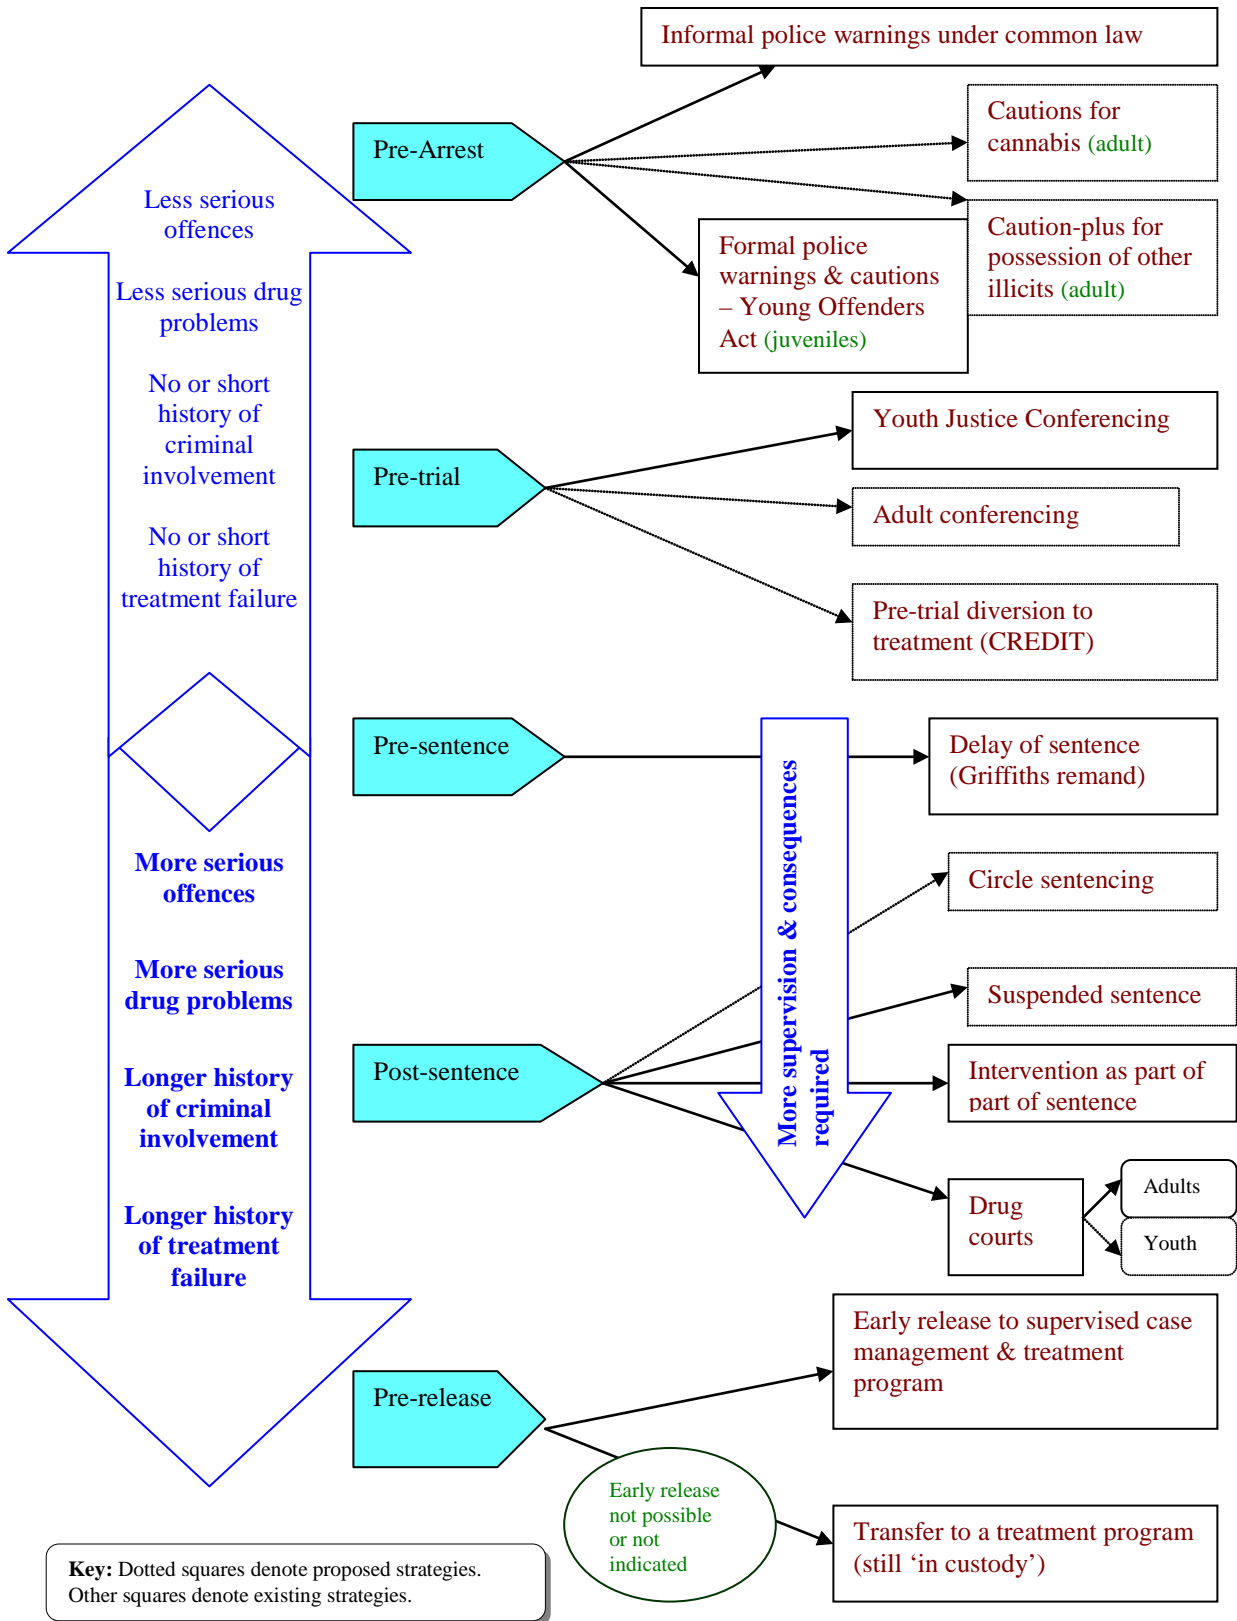 Informal police warnings under common law
Pre-Arrest
Cautions for
cannabis (adult)
Caution-plus for
possession of other
illicits (adult)
Formal police
warnings & cautions
– Young Offenders
Act (juveniles)
Less serious
offences
Less serious drug
problems
No or short
history of
criminal
involvement
No or short
history of
treatment failure
Pre-trial
Youth Justice Conferencing
Adult conferencing
Pre-trial diversion to
treatment (CREDIT)
Pre-sentence
Delay of sentence
(Griffiths remand)
More supervision & consequences
required
More serious
offences
More serious
drug problems
Longer history
of criminal
involvement
Longer history
of treatment
failure
Post-sentence
Circle sentencing
Suspended sentence
Intervention as part of
part of sentence
Drug
courts
Adults
Youth
Pre-release
Early release to supervised case
management & treatment
program
Early release
not possible
or not
indicated
Transfer to a treatment program
(still ‘in custody’)
Key: Dotted squares denote proposed strategies.
Other squares denote existing strategies.